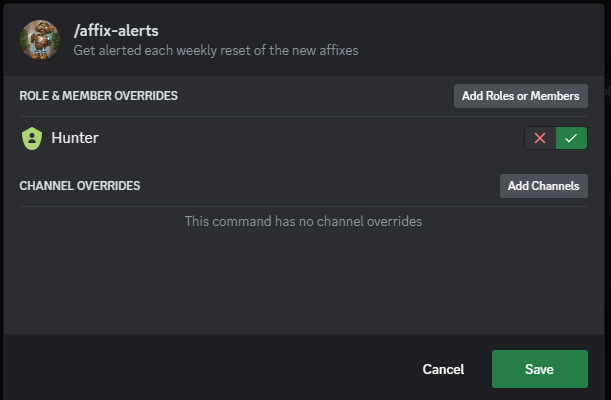 /affix-alerts
Get alerted each weekly reset of the new affixes
ROLE & MEMBER OVERRIDES
Add Roles or Members
Hunter
CHANNEL OVERRIDES
Add Channels
This command has no channel overrides
Cancel
Save